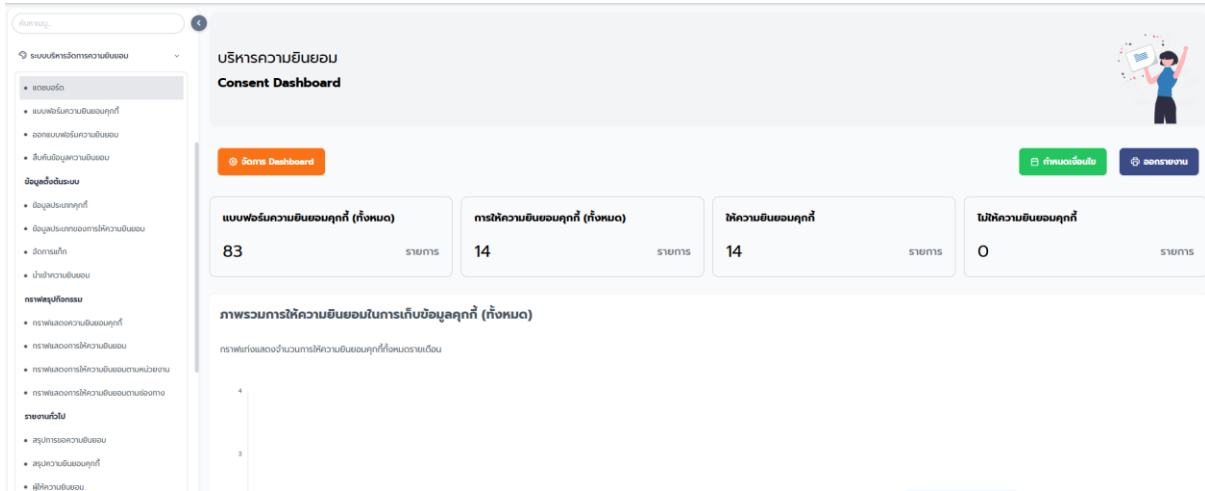 ค้นหาเมนู...
ระบบบริหารจัดการความยินยอม
แดชบอร์ด
แบบฟอร์มความยินยอมคุกกี้
ออกแบบฟอร์มความยินยอม
สืบค้นข้อมูลความยินยอม
ข้อมูลตั้งต้นระบบ
ข้อมูลประเภทคุกกี้
ข้อมูลประเภทของการให้ความยินยอม
จัดการแท็ก
นำเข้าความยินยอม
กราฟสรุปกิจกรรม
กราฟแสดงความยินยอมคุกกี้
กราฟแสดงการให้ความยินยอม
กราฟแสดงการให้ความยินยอมตามหน่วยงาน
กราฟแสดงการให้ความยินยอมตามช่องทาง
รายงานทั่วไป
สรุปการขอความยินยอม
สรุปความยินยอมคุกกี้
ผู้ให้ความยินยอม
บริหารความยินยอม
Consent Dashboard
จัดการ Dashboard
กำหนดเงื่อนไข
ออกรายงาน
แบบฟอร์มความยินยอมคุกกี้ (ทั้งหมด)
83 รายการ
การให้ความยินยอมคุกกี้ (ทั้งหมด)
14 รายการ
ให้ความยินยอมคุกกี้
14 รายการ
ไม่ให้ความยินยอมคุกกี้
0 รายการ
ภาพรวมการให้ความยินยอมในการเก็บข้อมูลคุกกี้ (ทั้งหมด)
กราฟแท่งแสดงจำนวนการให้ความยินยอมคุกกี้ทั้งหมดรายเดือน
4
3